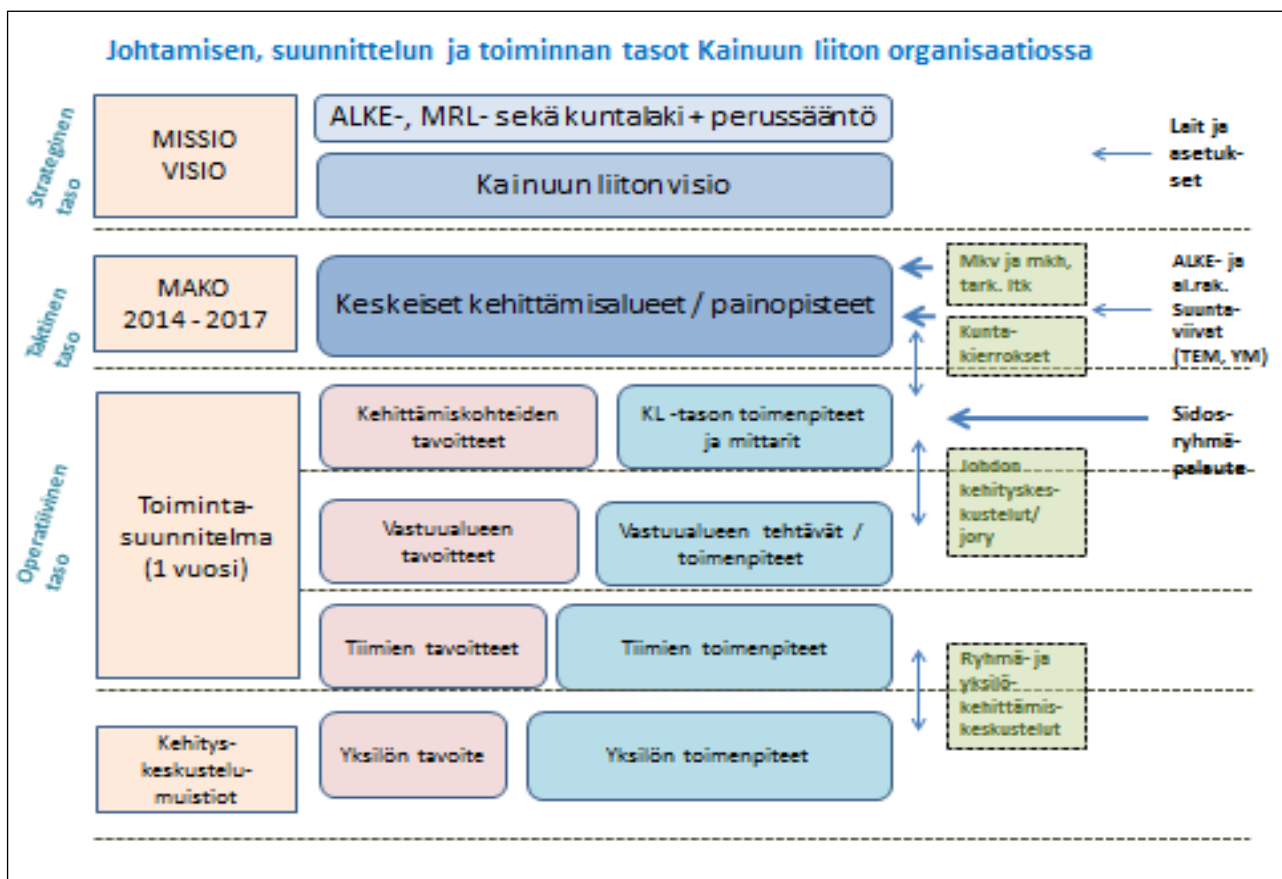 Johtamisen, suunnittelun ja toiminnan tasot Kainuun liiton organisaatiossa
Strateginen
taso
MISSIO
VISIO
ALKE-, MRL- sekä kuntalaki + perussääntö
Kainuun liiton visio
Lait ja
asetuk-
set
Taktinen
taso
MAKO
2014 - 2017
Keskeiset kehittämisalueet / painopisteet
Mkv ja mkh,
tark. ltk
Kunta-
kierrokset
ALKE- ja
al.rak.
Suunta-
viivat
(TEM, YM)
Operatiivinen
taso
Toiminta-
suunnitelma
(1 vuosi)
Kehittämiskohteiden
tavoitteet
KL -tason toimenpiteet
ja mittarit
Sidos-
ryhmä-
palaute
Vastuualueen
tavoitteet
Vastuualueen tehtävät /
toimenpiteet
Johdon
kehityskes-
kustelut/
jory
Tiimien tavoitteet
Tiimien toimenpiteet
Ryhmä- ja
yksilö-
kehittämis-
keskustelut
Kehitys-
keskustelu-
muistiot
Yksilön tavoite
Yksilön toimenpiteet